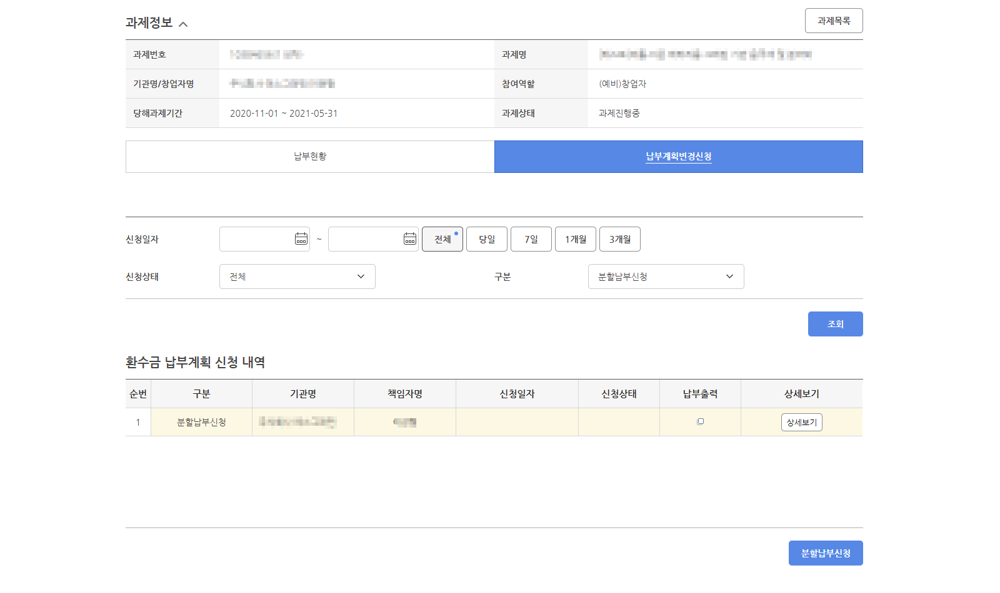 과제정보
과제목록
과제번호 과제명
기관명/창업자명 참여역할 (예비)창업자
당해과제기간 2020-11-01 ~ 2021-05-31 과제상태 과제진행중
납부현황 납부계획변경신청
신청일자 ~ 전체 당일 7일 1개월 3개월
신청상태 전체 구분 분할납부신청
조회
환수금 납부계획 신청 내역
순번 구분 기관명 책임자명 신청일자 신청상태 납부출력 상세보기
1 분할납부신청 상세보기
분할납부신청